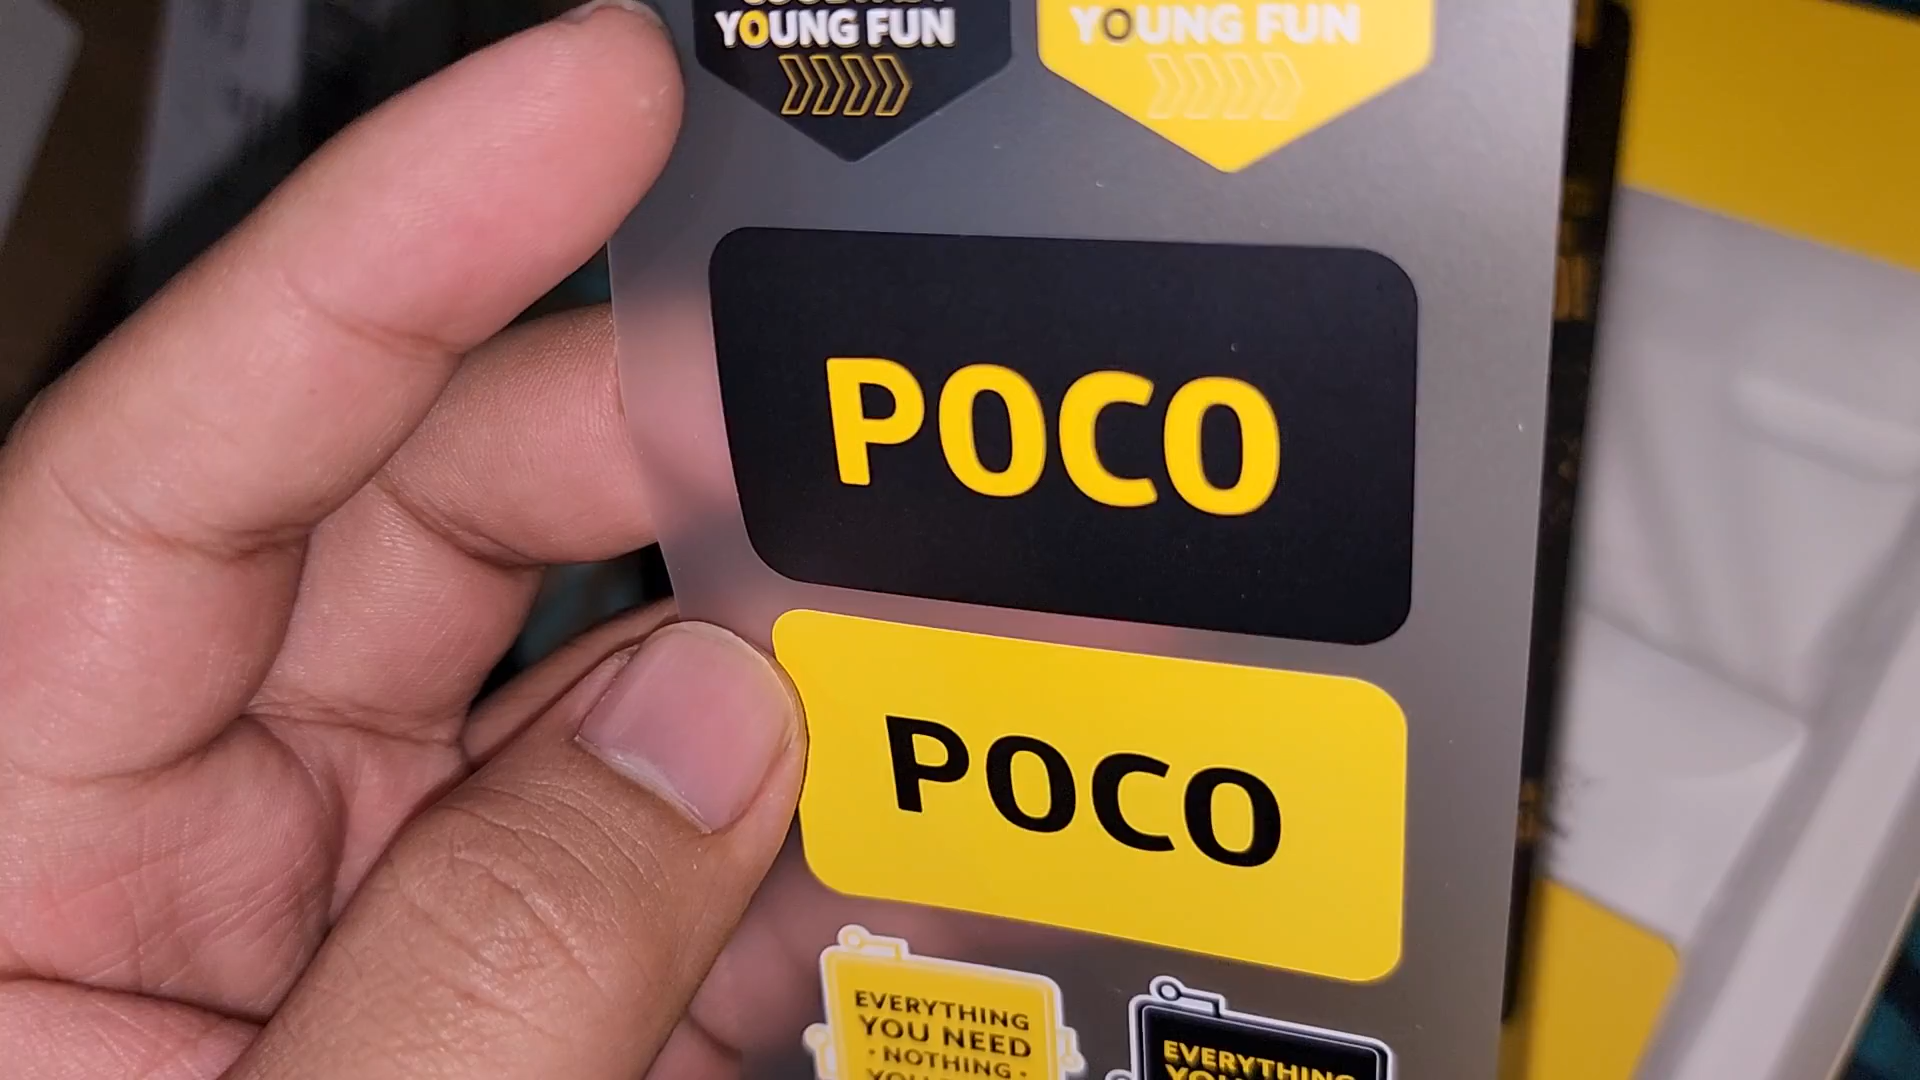 YOUNG FUN
YOUNG FUN
POCO
POCO
EVERYTHING
YOU NEED
· NOTHING ·
EVERYTHING